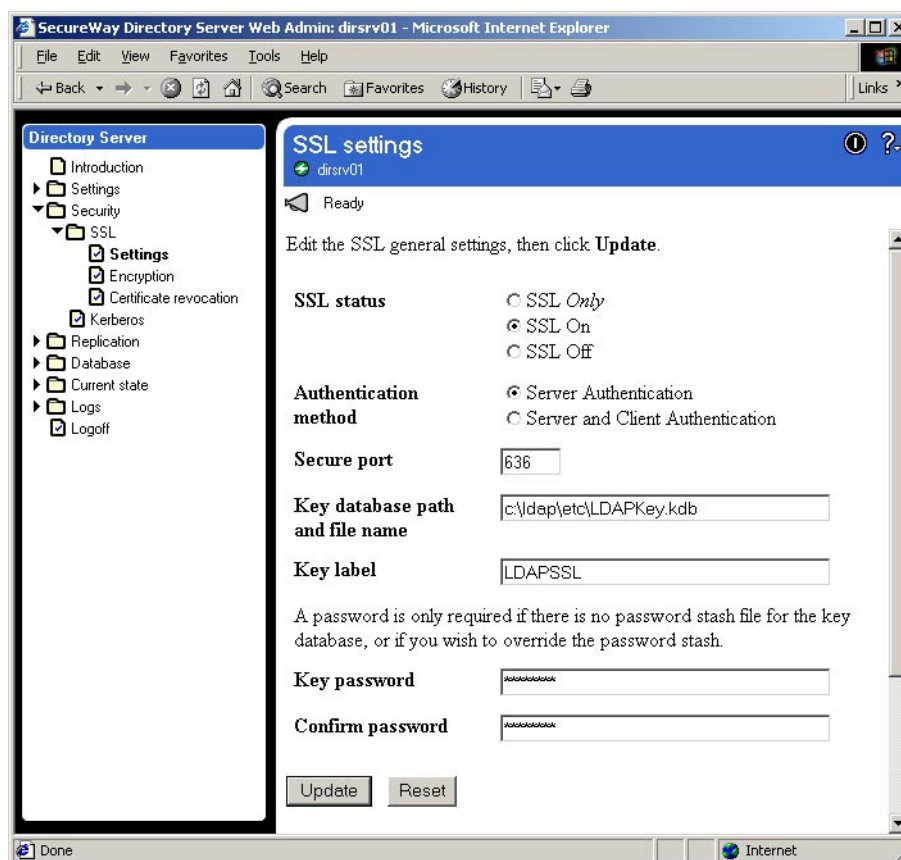 SecureWay Directory Server Web Admin: dirsrv01 - Microsoft Internet Explorer
File Edit View Favorites Tools Help
Back Search Favorites History Links
Directory Server
Introduction
Settings
Security
SSL
Settings
Encryption
Certificate revocation
Kerberos
Replication
Database
Current state
Logs
Logoff
SSL settings
dirsrv01
Ready
Edit the SSL general settings, then click Update.
SSL status
SSL Only
SSL On
SSL Off
Authentication method
Server Authentication
Server and Client Authentication
Secure port
636
Key database path and file name
c:\ldap\etc\LDAPKey.kdb
Key label
LDAPSSL
A password is only required if there is no password stash file for the key
database, or if you wish to override the password stash.
Key password
********
Confirm password
********
Update Reset
Done Internet